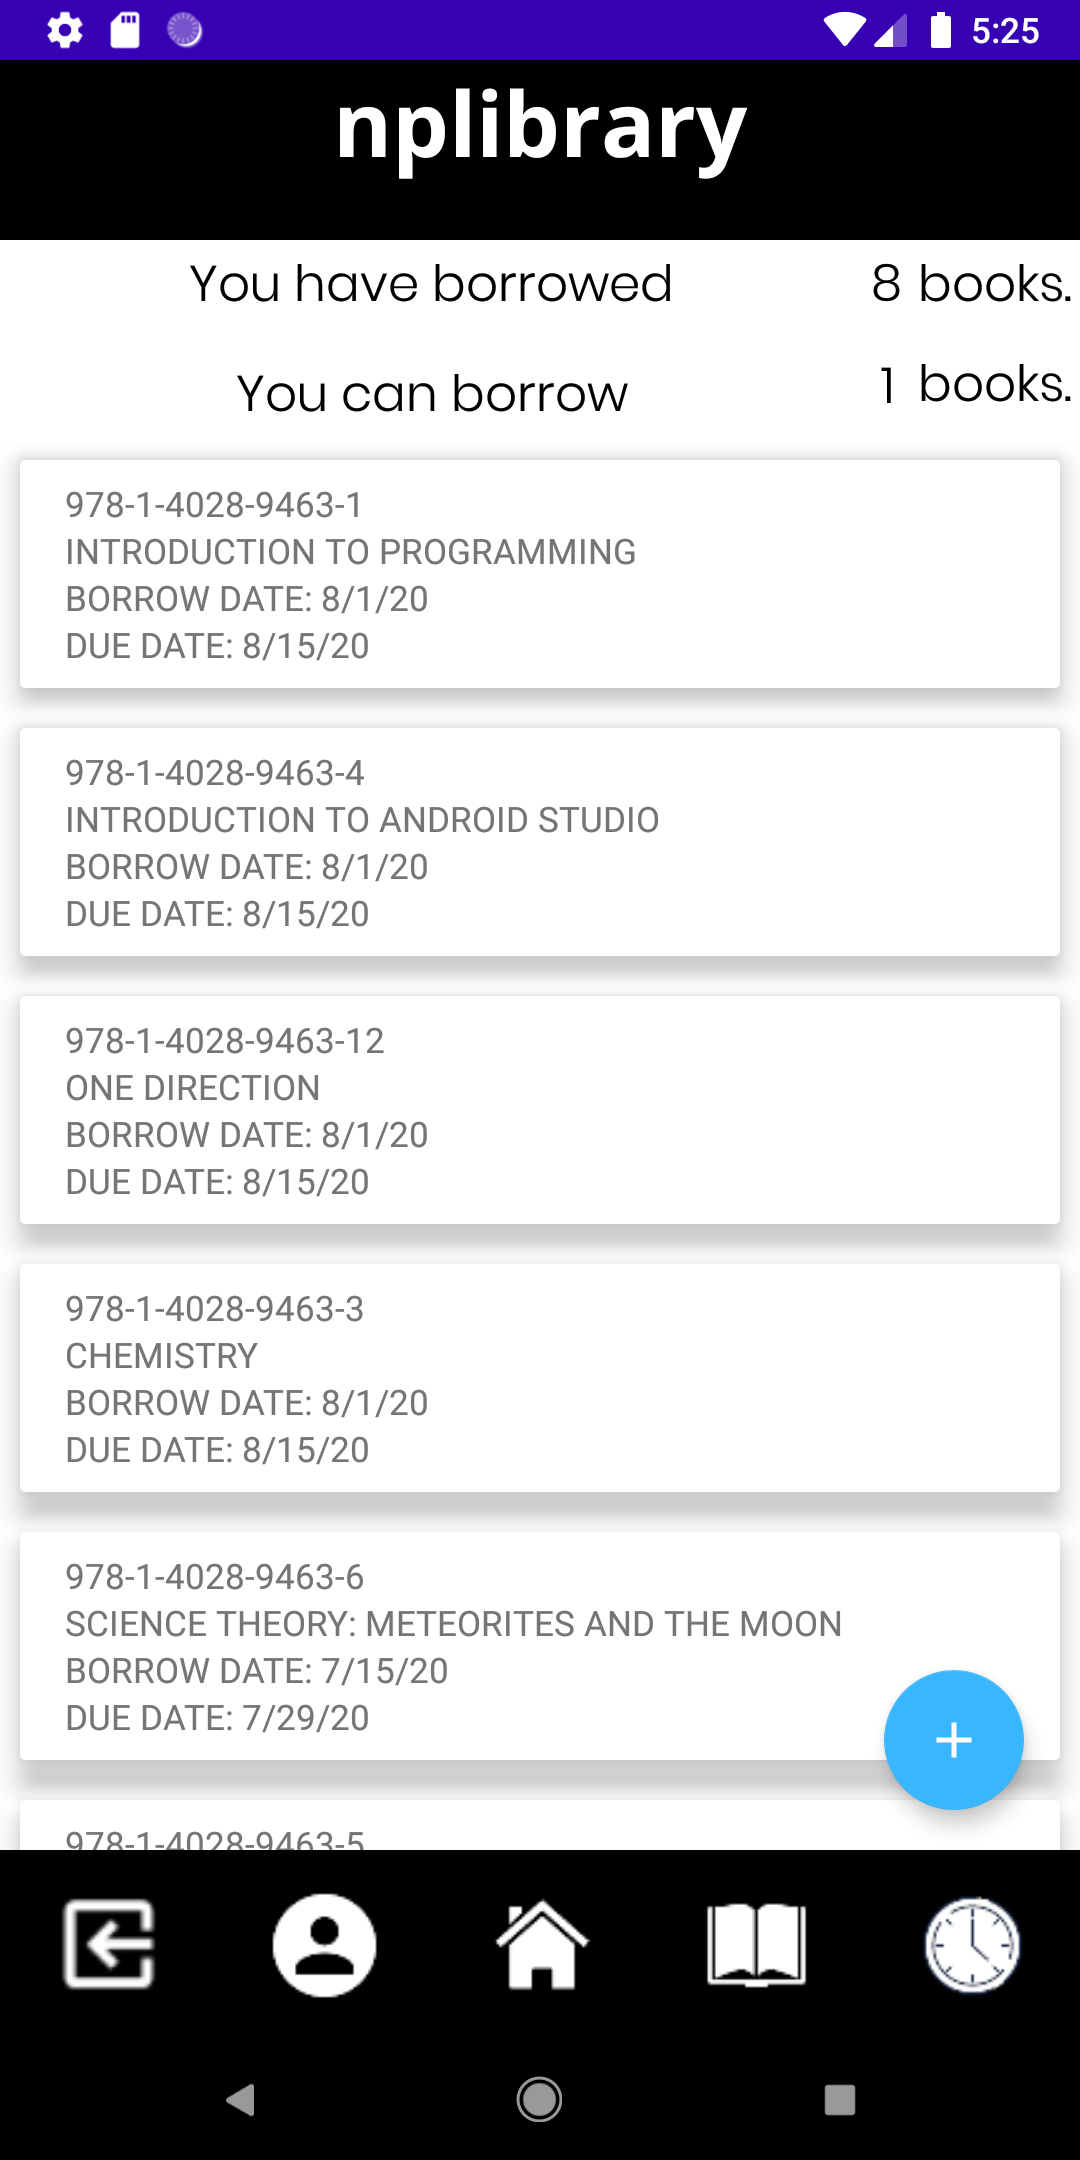 5:25
nplibrary
You have borrowed 8 books.
You can borrow 1 books.
978-1-4028-9463-1
INTRODUCTION TO PROGRAMMING
BORROW DATE: 8/1/20
DUE DATE: 8/15/20
978-1-4028-9463-4
INTRODUCTION TO ANDROID STUDIO
BORROW DATE: 8/1/20
DUE DATE: 8/15/20
978-1-4028-9463-12
ONE DIRECTION
BORROW DATE: 8/1/20
DUE DATE: 8/15/20
978-1-4028-9463-3
CHEMISTRY
BORROW DATE: 8/1/20
DUE DATE: 8/15/20
978-1-4028-9463-6
SCIENCE THEORY: METEORITES AND THE MOON
BORROW DATE: 7/15/20
DUE DATE: 7/29/20
978-1-4028-9463-5